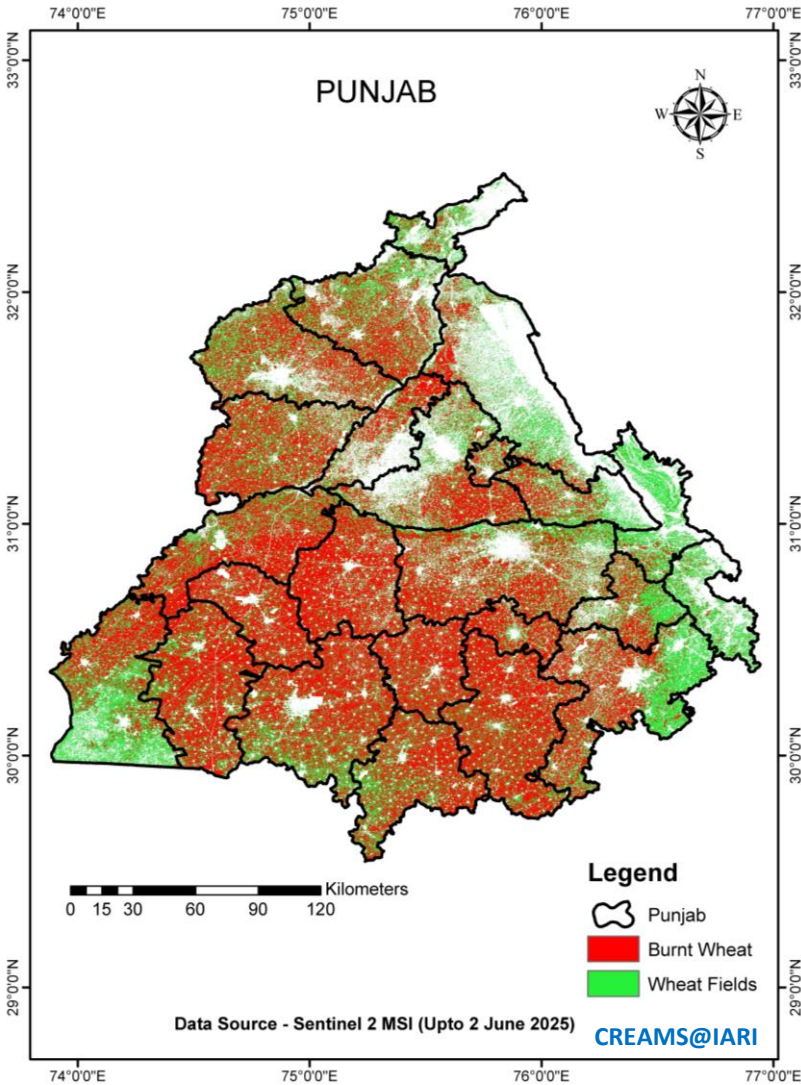 74°0'0"E 75°0'0"E 76°0'0"E 77°0'0"E
PUNJAB
N
W E
S
33°0'0"N 33°0'0"N
32°0'0"N 32°0'0"N
31°0'0"N 31°0'0"N
30°0'0"N 30°0'0"N
29°0'0"N 29°0'0"N
Kilometers
0 15 30 60 90 120
Legend
Punjab
Burnt Wheat
Wheat Fields
Data Source - Sentinel 2 MSI (Upto 2 June 2025)
CREAMS@IARI
74°0'0"E 75°0'0"E 76°0'0"E 77°0'0"E